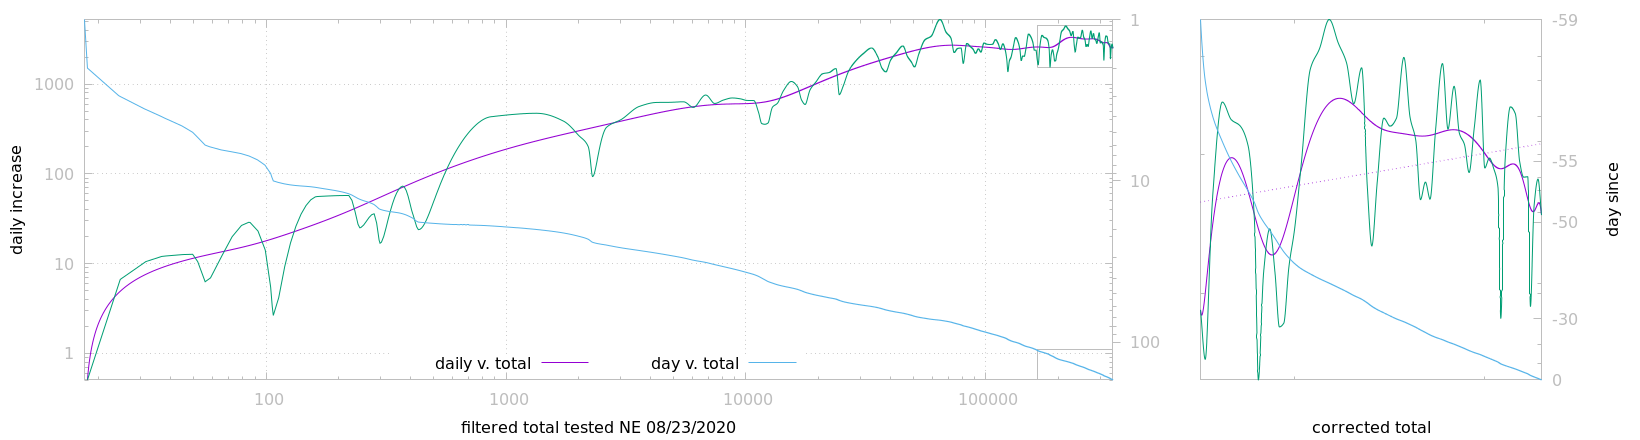 daily increase
1000
100
10
1
daily v. total
day v. total
100
1000
10000
100000
filtered total tested NE 08/23/2020
1
10
100
-59
-55
-50
-30
0
day since
corrected total